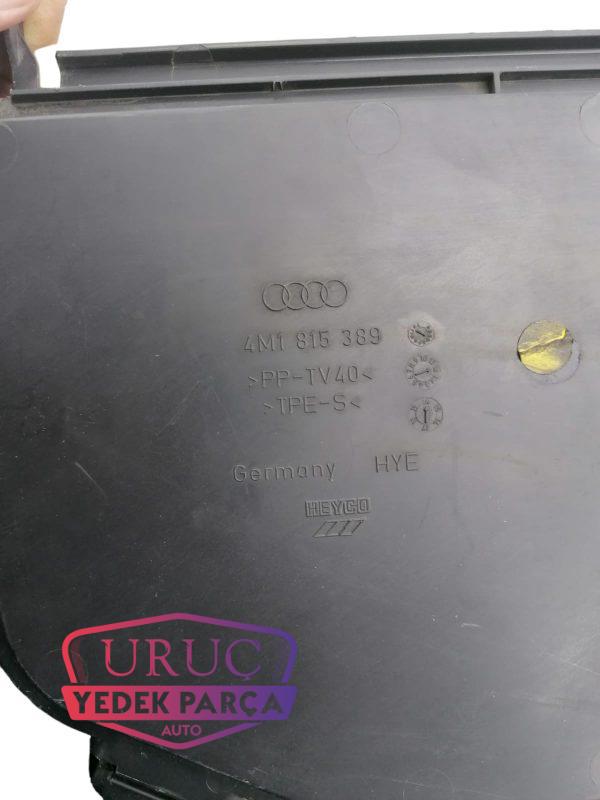 4M1 815 389
>PP-TV40<
>TPE-S<
Germany HYE
HEYCO
URUÇ
YEDEK PARÇA
AUTO